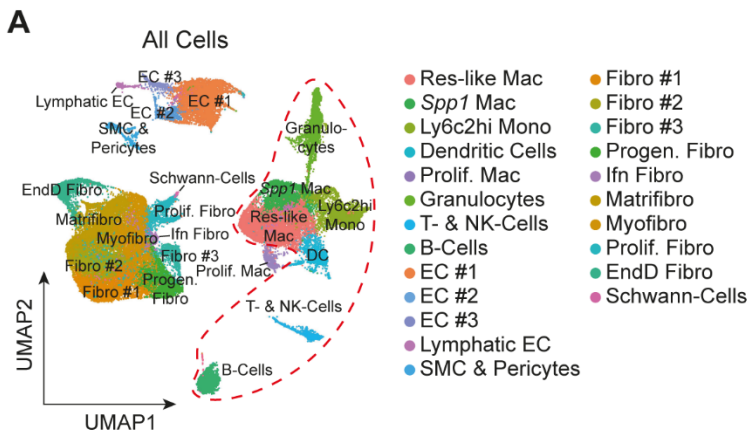 A
All Cells
EC #3
Lymphatic EC
EC #1
EC #2
SMC &
Pericytes
Granulo-
cytes
Schwann-Cells
EndD Fibro
Spp1 Mac
Matrifibro
Prolif. Fibro
Ly6c2hi
Mono
Res-like
Mac
Myofibro
Ifn Fibro
Fibro #2
Fibro #3
DC
Prolif. Mac
Progen.
Fibro
Fibro #1
T- & NK-Cells
B-Cells
UMAP2
UMAP1
Res-like Mac
Spp1 Mac
Ly6c2hi Mono
Dendritic Cells
Prolif. Mac
Granulocytes
T- & NK-Cells
B-Cells
EC #1
EC #2
EC #3
Lymphatic EC
SMC & Pericytes
Fibro #1
Fibro #2
Fibro #3
Progen. Fibro
Ifn Fibro
Matrifibro
Myofibro
Prolif. Fibro
EndD Fibro
Schwann-Cells